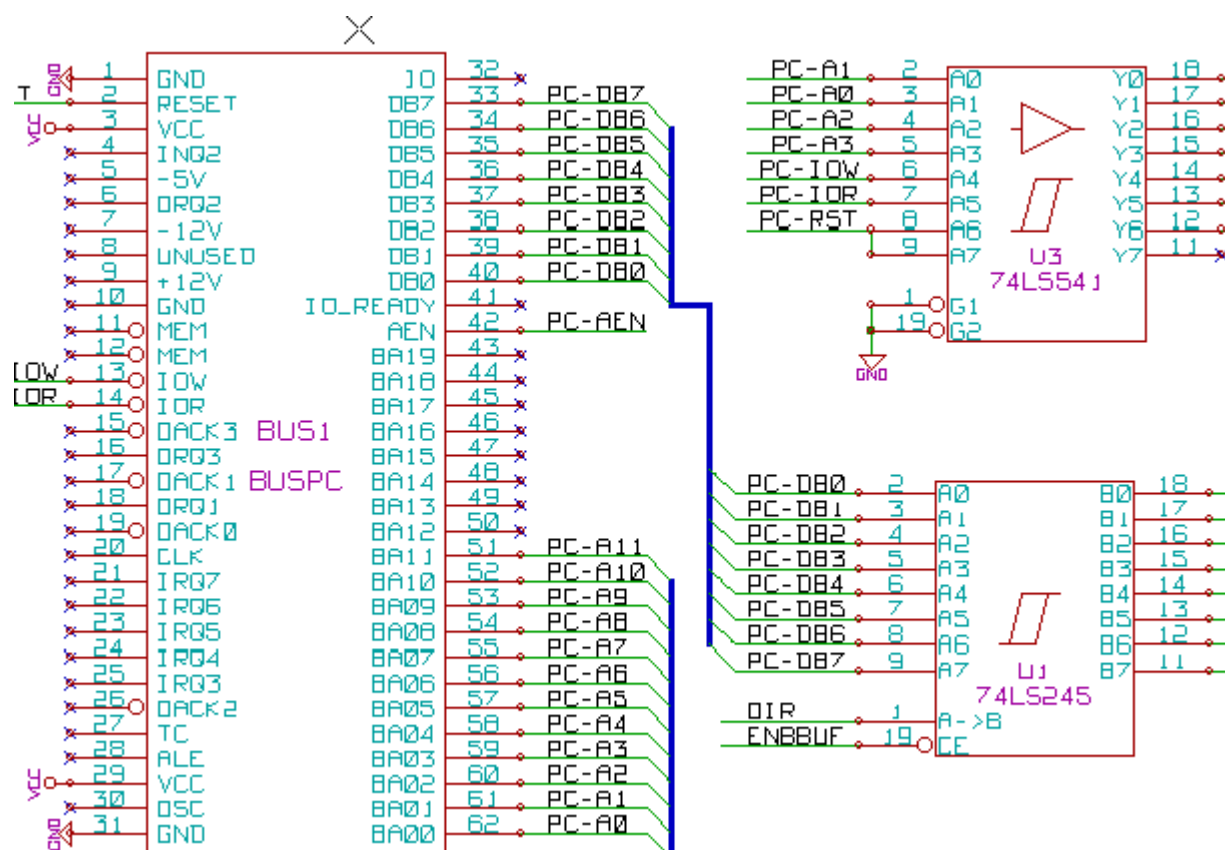 GND 1 GND IO 32
T 2 RESET DB7 33 PC-DB7
VCC 3 VCC DB6 34 PC-DB6
4 INQ2 DB5 35 PC-DB5
5 -5V DB4 36 PC-DB4
6 DRQ2 DB3 37 PC-DB3
7 -12V DB2 38 PC-DB2
8 UNUSED DB1 39 PC-DB1
9 +12V DB0 40 PC-DB0
10 GND IO_READY 41
11 MEM AEN 42 PC-AEN
12 MEM BA19 43
IOW 13 IOW BA18 44
IOR 14 IOR BA17 45
15 DACK3 BUS1 BA16 46
16 DRQ3 BA15 47
17 DACK1 BUSPC BA14 48
18 DRQ1 BA13 49
19 DACK0 BA12 50
20 CLK BA11 51 PC-A11
21 IRQ7 BA10 52 PC-A10
22 IRQ6 BA09 53 PC-A9
23 IRQ5 BA08 54 PC-A8
24 IRQ4 BA07 55 PC-A7
25 IRQ3 BA06 56 PC-A6
26 DACK2 BA05 57 PC-A5
27 TC BA04 58 PC-A4
28 ALE BA03 59 PC-A3
VCC 29 VCC BA02 60 PC-A2
30 OSC BA01 61 PC-A1
GND 31 GND BA00 62 PC-A0
PC-A1 2 A0 Y0 18
PC-A0 3 A1 Y1 17
PC-A2 4 A2 Y2 16
PC-A3 5 A3 Y3 15
PC-IOW 6 A4 Y4 14
PC-IOR 7 A5 Y5 13
PC-RST 8 A6 Y6 12
9 A7 Y7 11
U3
74LS541
1 G1
19 G2
GND
PC-DB0 2 A0 B0 18
PC-DB1 3 A1 B1 17
PC-DB2 4 A2 B2 16
PC-DB3 5 A3 B3 15
PC-DB4 6 A4 B4 14
PC-DB5 7 A5 B5 13
PC-DB6 8 A6 B6 12
PC-DB7 9 A7 B7 11
U1
74LS245
DIR 1 A->B
ENBBUF 19 CE